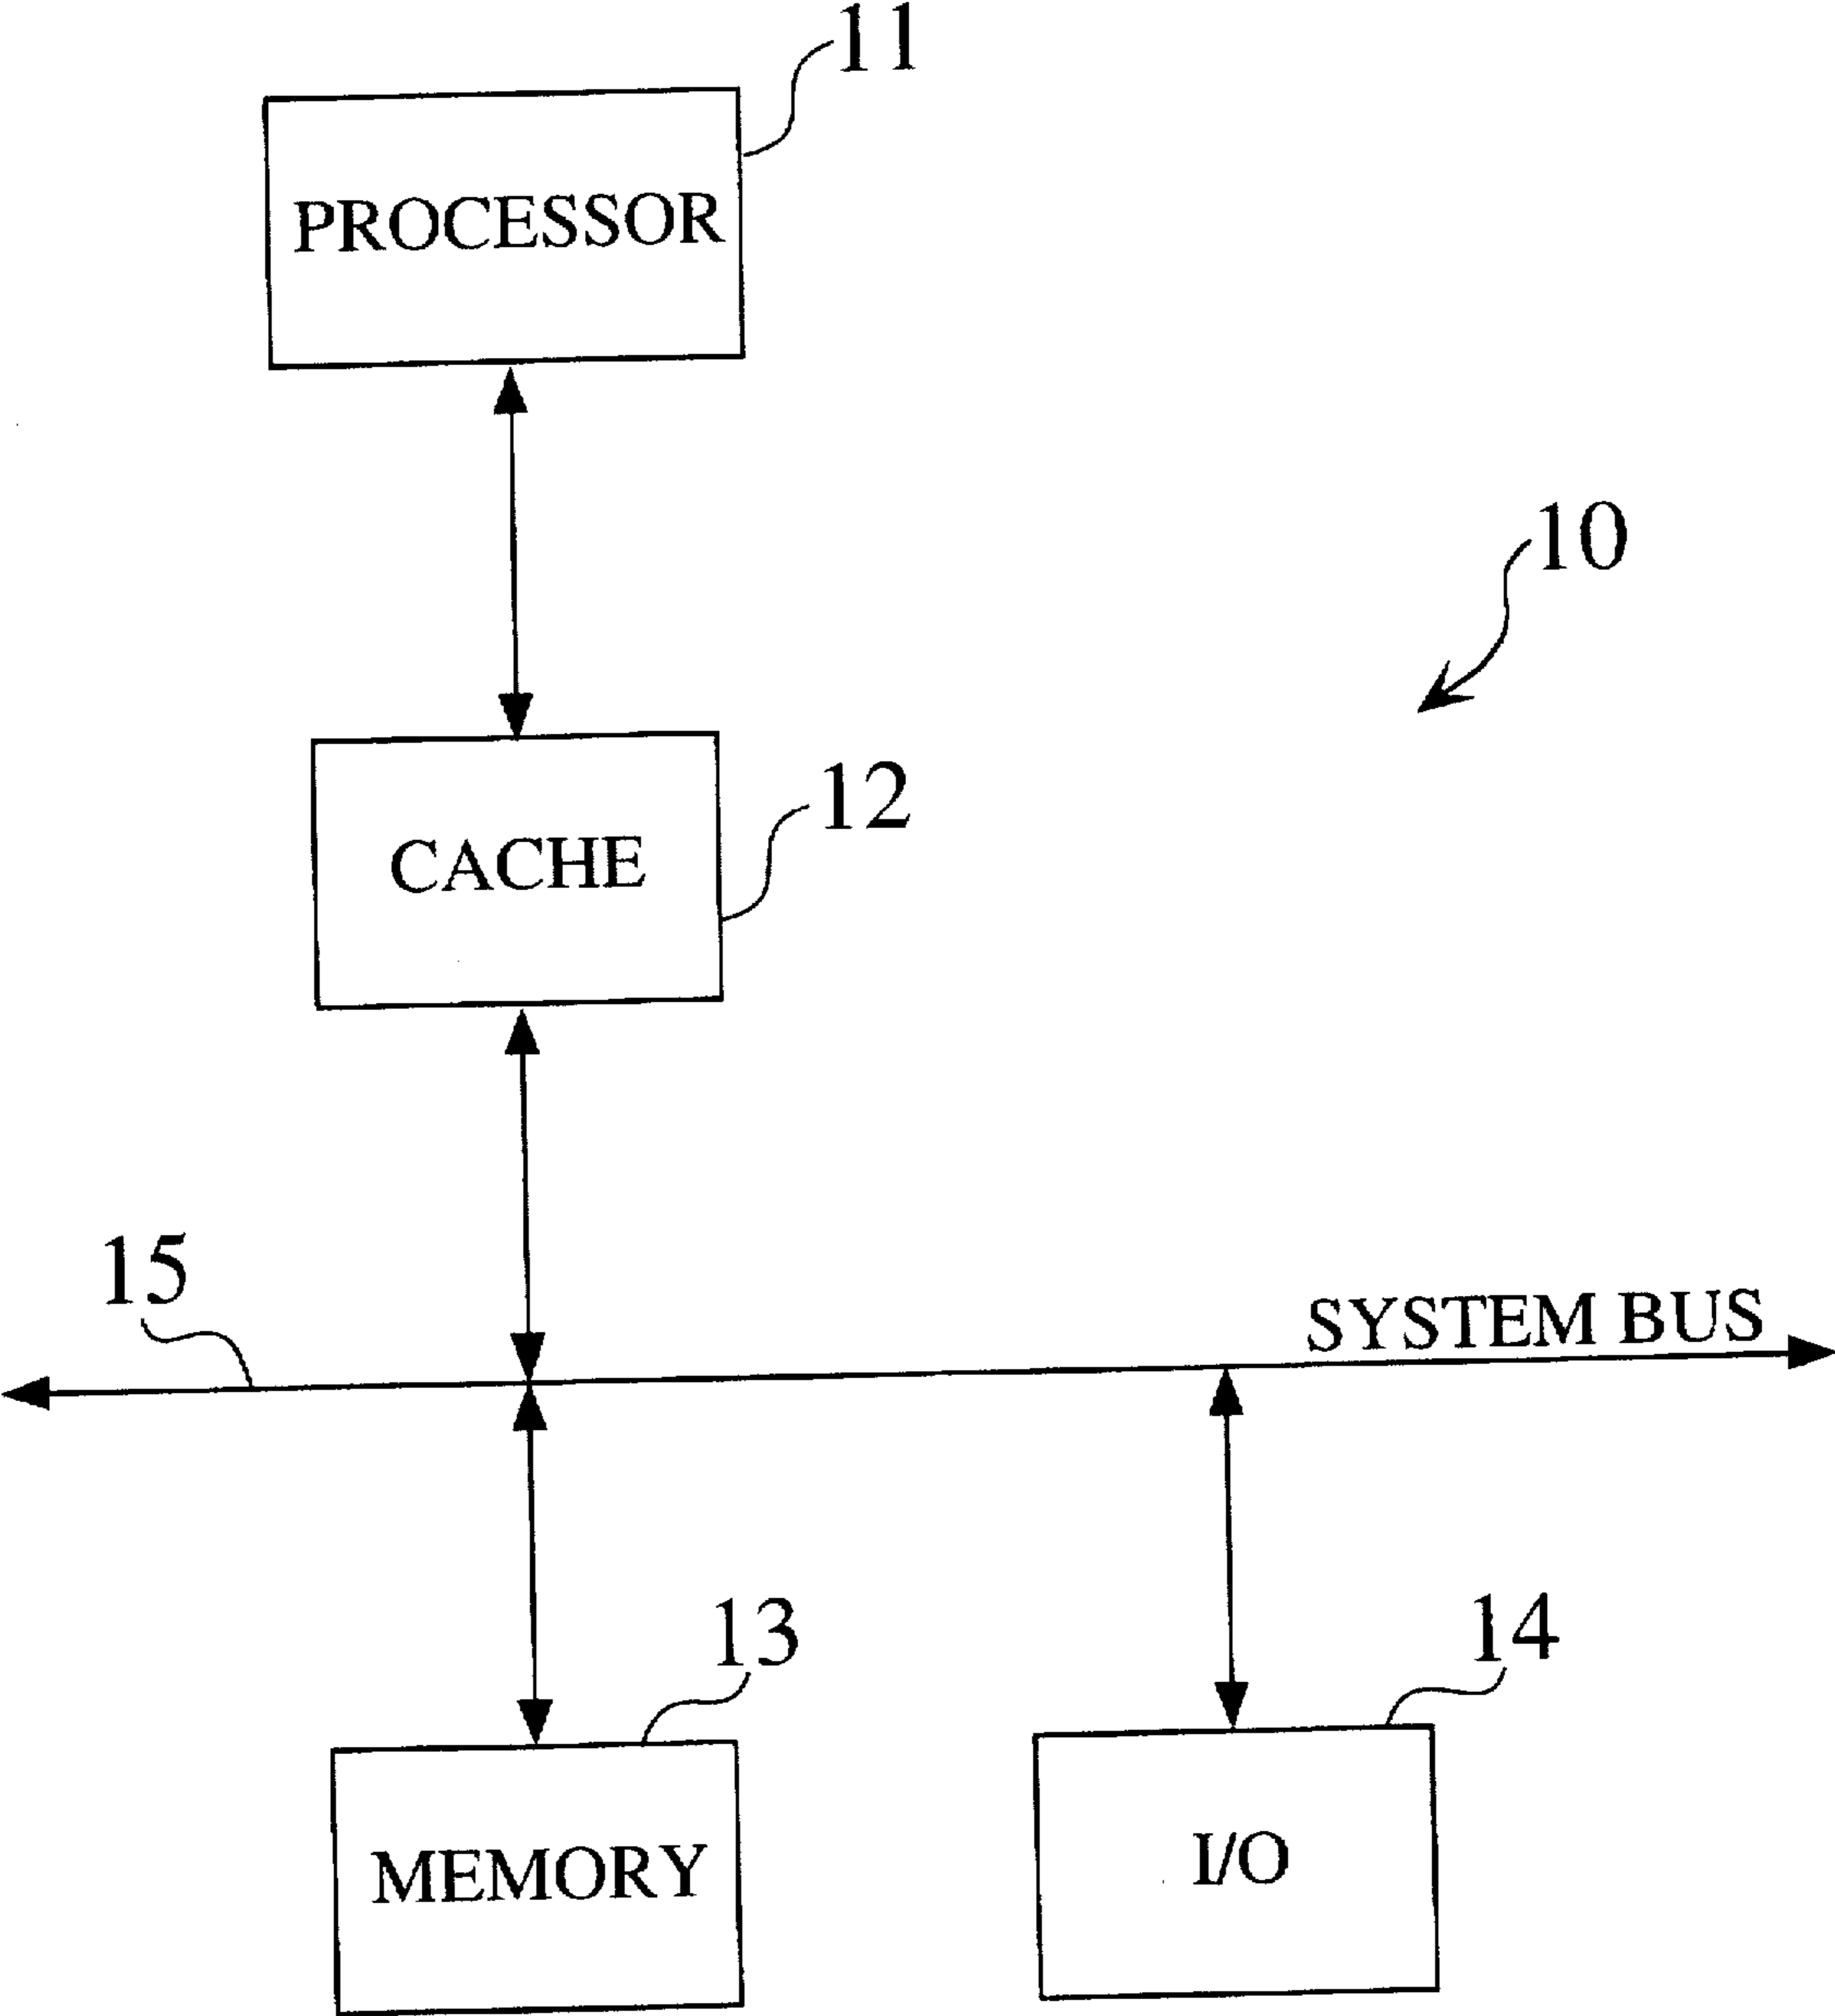 11
PROCESSOR
10
12
CACHE
15
SYSTEM BUS
13
14
MEMORY
I/O